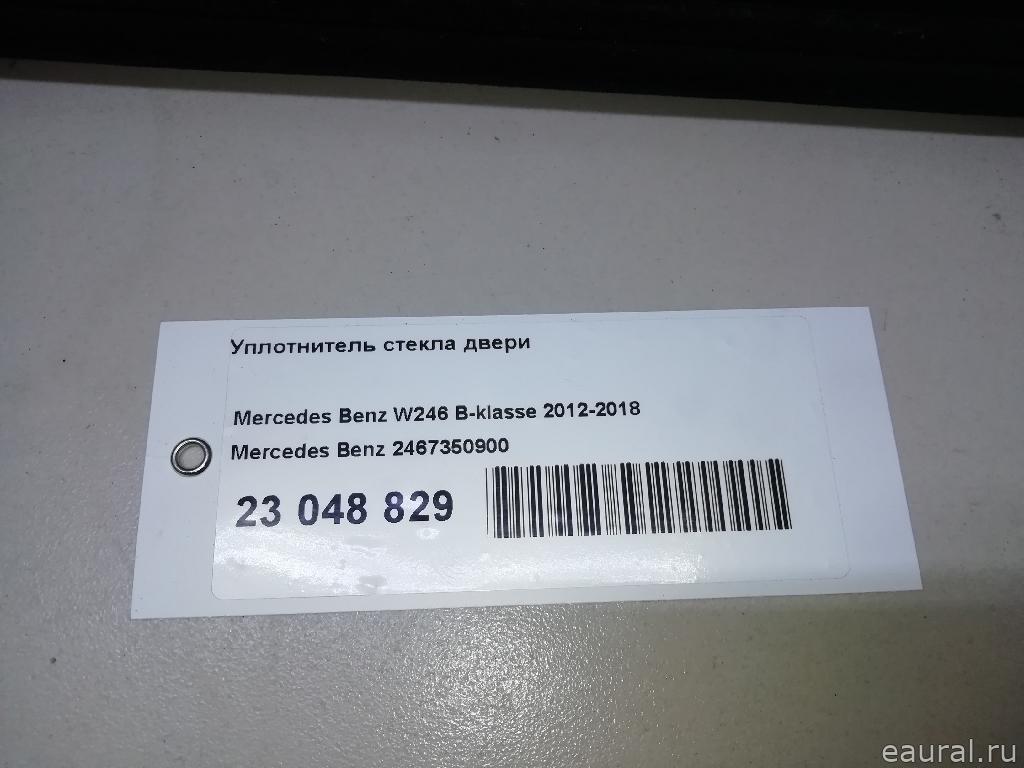 Уплотнитель стекла двери
Mercedes Benz W246 B-klasse 2012-2018
Mercedes Benz 2467350900
23 048 829
eaural.ru